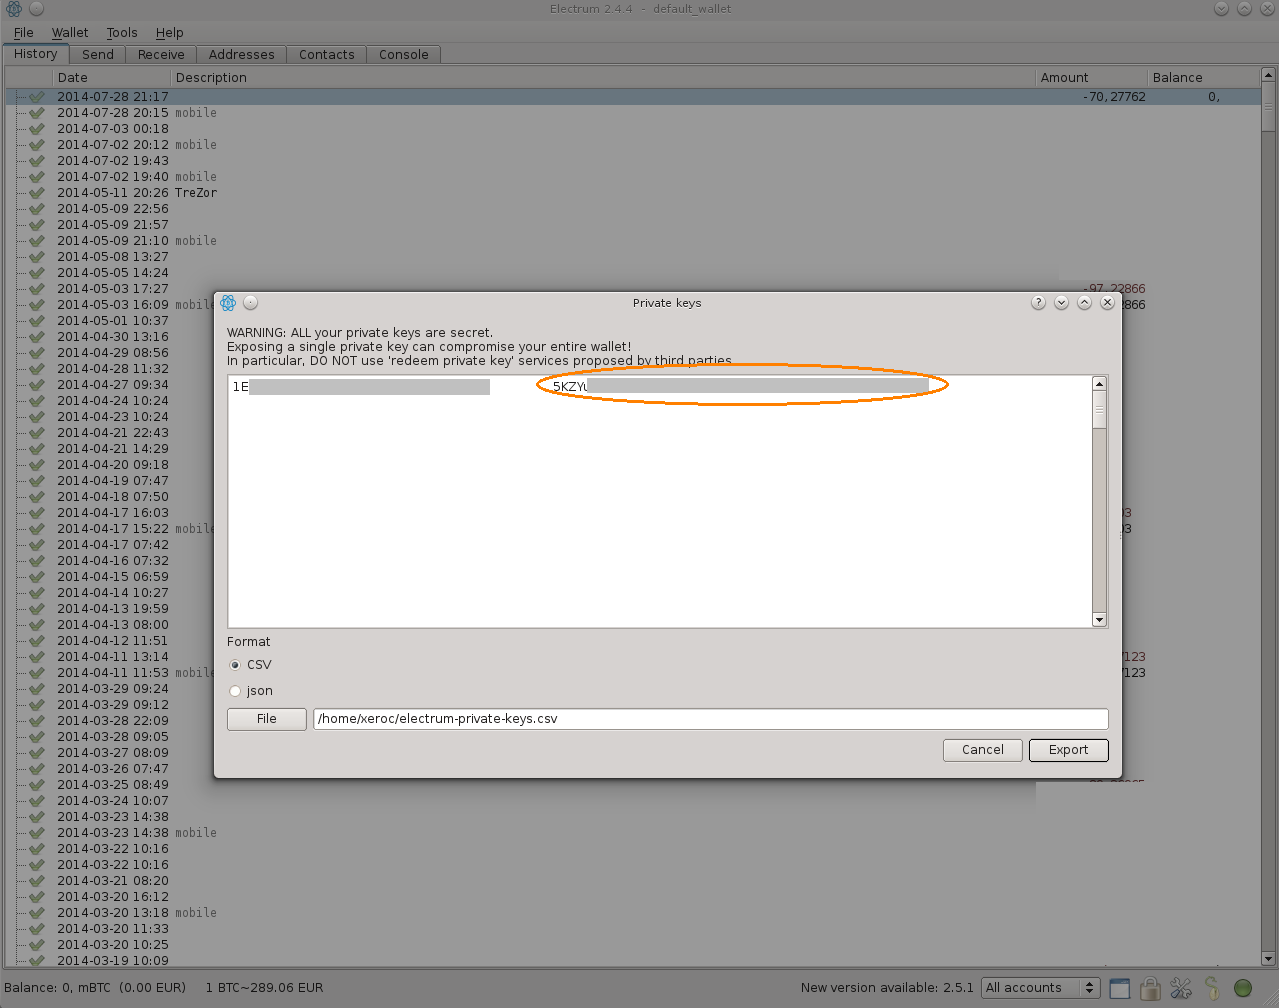 Electrum 2.4.4 - default_wallet
File Wallet Tools Help
History Send Receive Addresses Contacts Console
Date Description Amount Balance
2014-07-28 21:17 -70,27762 0,
2014-07-28 20:15 mobile
2014-07-03 00:18
2014-07-02 20:12 mobile
2014-07-02 19:43
2014-07-02 19:40 mobile
2014-05-11 20:26 TreZor
2014-05-09 22:56
2014-05-09 21:57
2014-05-09 21:10 mobile
2014-05-08 13:27
2014-05-05 14:24
2014-05-03 17:27 -97,22866
2014-05-03 16:09 mobile 866
2014-05-01 10:37
2014-04-30 13:16
2014-04-29 08:56
2014-04-28 11:32
2014-04-27 09:34
2014-04-24 10:24
2014-04-23 10:24
2014-04-21 22:43
2014-04-21 14:29
2014-04-20 09:18
2014-04-19 07:47
2014-04-18 07:50
2014-04-17 16:03 03
2014-04-17 15:22 mobile 03
2014-04-17 07:42
2014-04-16 07:32
2014-04-15 06:59
2014-04-14 10:27
2014-04-13 19:59
2014-04-13 08:00
2014-04-12 11:51
2014-04-11 13:14 7123
2014-04-11 11:53 mobile 7123
2014-03-29 09:24
2014-03-29 09:12
2014-03-28 22:09
2014-03-28 09:05
2014-03-27 08:09
2014-03-26 07:47
2014-03-25 08:49
2014-03-24 10:07
2014-03-23 14:38
2014-03-23 14:38 mobile
2014-03-22 10:16
2014-03-22 10:16
2014-03-21 08:20
2014-03-20 16:12
2014-03-20 13:18 mobile
2014-03-20 11:33
2014-03-20 10:25
2014-03-19 10:09
Private keys
WARNING: ALL your private keys are secret.
Exposing a single private key can compromise your entire wallet!
In particular, DO NOT use 'redeem private key' services proposed by third parties.
1E 5KZYu
Format
CSV
json
File /home/xeroc/electrum-private-keys.csv
Cancel Export
Balance: 0, mBTC (0.00 EUR) 1 BTC~289.06 EUR New version available: 2.5.1 All accounts